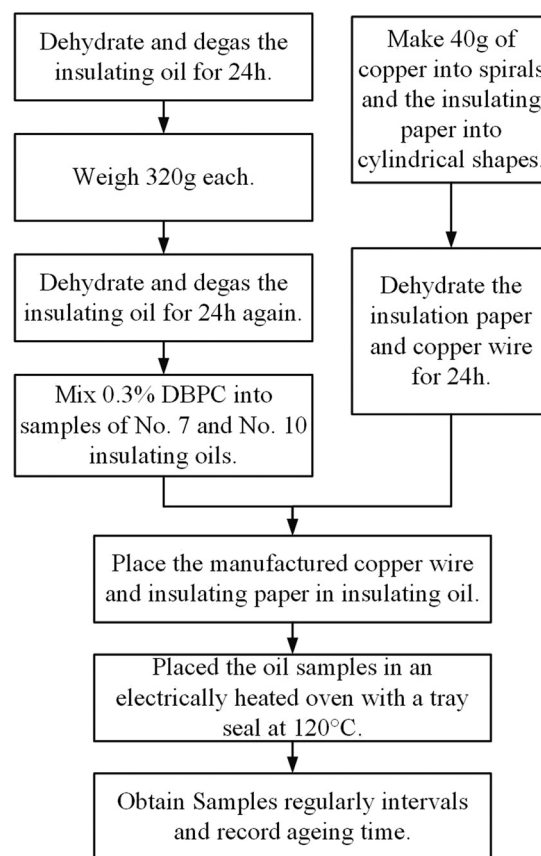 Dehydrate and degas the
insulating oil for 24h.
Weigh 320g each.
Dehydrate and degas the
insulating oil for 24h again.
Mix 0.3% DBPC into
samples of No. 7 and No. 10
insulating oils.
Make 40g of
copper into spirals
and the insulating
paper into
cylindrical shapes.
Dehydrate the
insulation paper
and copper wire
for 24h.
Place the manufactured copper wire
and insulating paper in insulating oil.
Placed the oil samples in an
electrically heated oven with a tray
seal at 120°C.
Obtain Samples regularly intervals
and record ageing time.